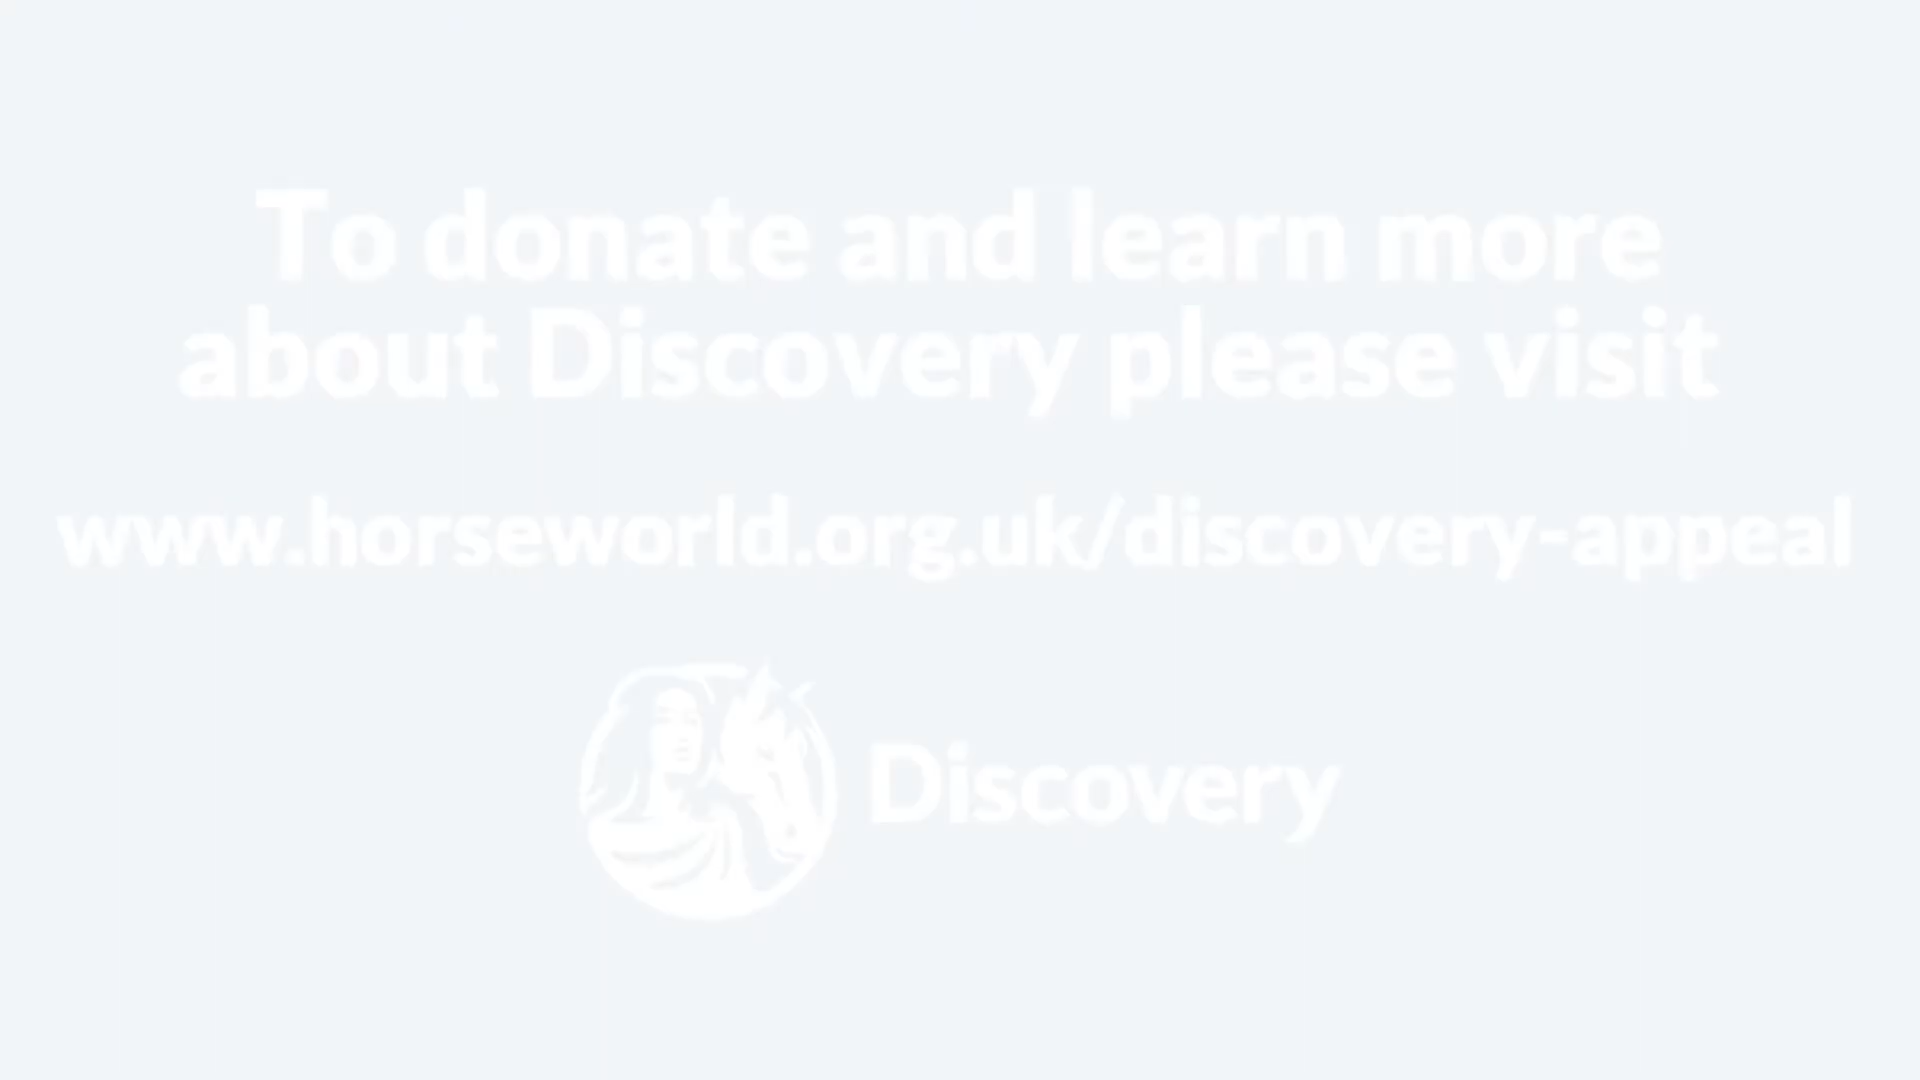 To donate and learn more
about Discovery please visit
www.horseworld.org.uk/discovery-appeal
Discovery